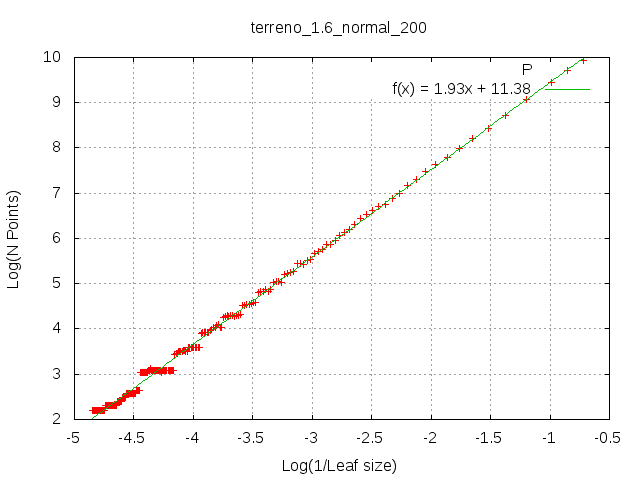 terreno_1.6_normal_200
P
f(x) = 1.93x + 11.38
10
9
8
7
6
5
4
3
2
Log(N Points)
-5 -4.5 -4 -3.5 -3 -2.5 -2 -1.5 -1 -0.5
Log(1/Leaf size)